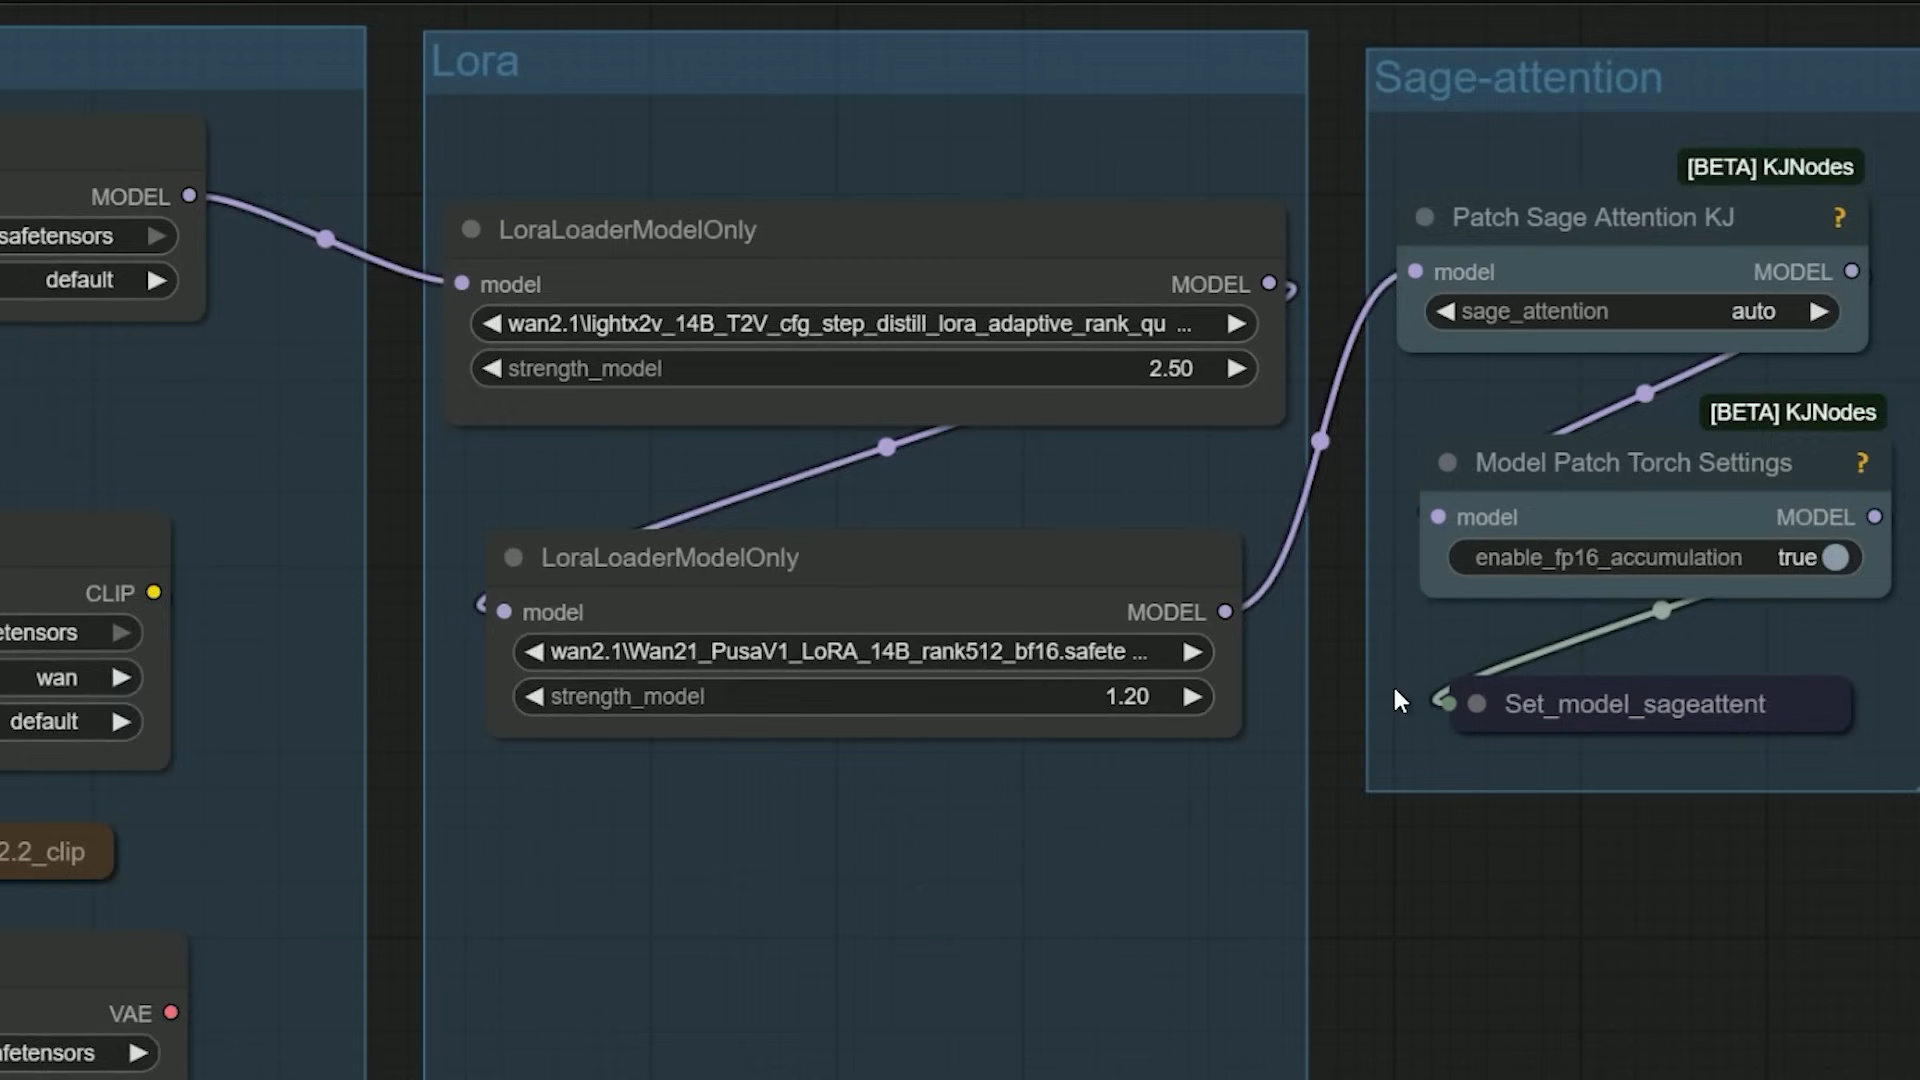 MODEL
safetensors
default
CLIP
etensors
wan
default
2.2_clip
VAE
fetensors
Lora
LoraLoaderModelOnly
model MODEL
wan2.1\lightx2v_14B_T2V_cfg_step_distill_lora_adaptive_rank_qu ...
strength_model 2.50
LoraLoaderModelOnly
model MODEL
wan2.1\Wan21_PusaV1_LoRA_14B_rank512_bf16.safete ...
strength_model 1.20
Sage-attention
[BETA] KJNodes
Patch Sage Attention KJ ?
model MODEL
sage_attention auto
[BETA] KJNodes
Model Patch Torch Settings ?
model MODEL
enable_fp16_accumulation true
Set_model_sageattent